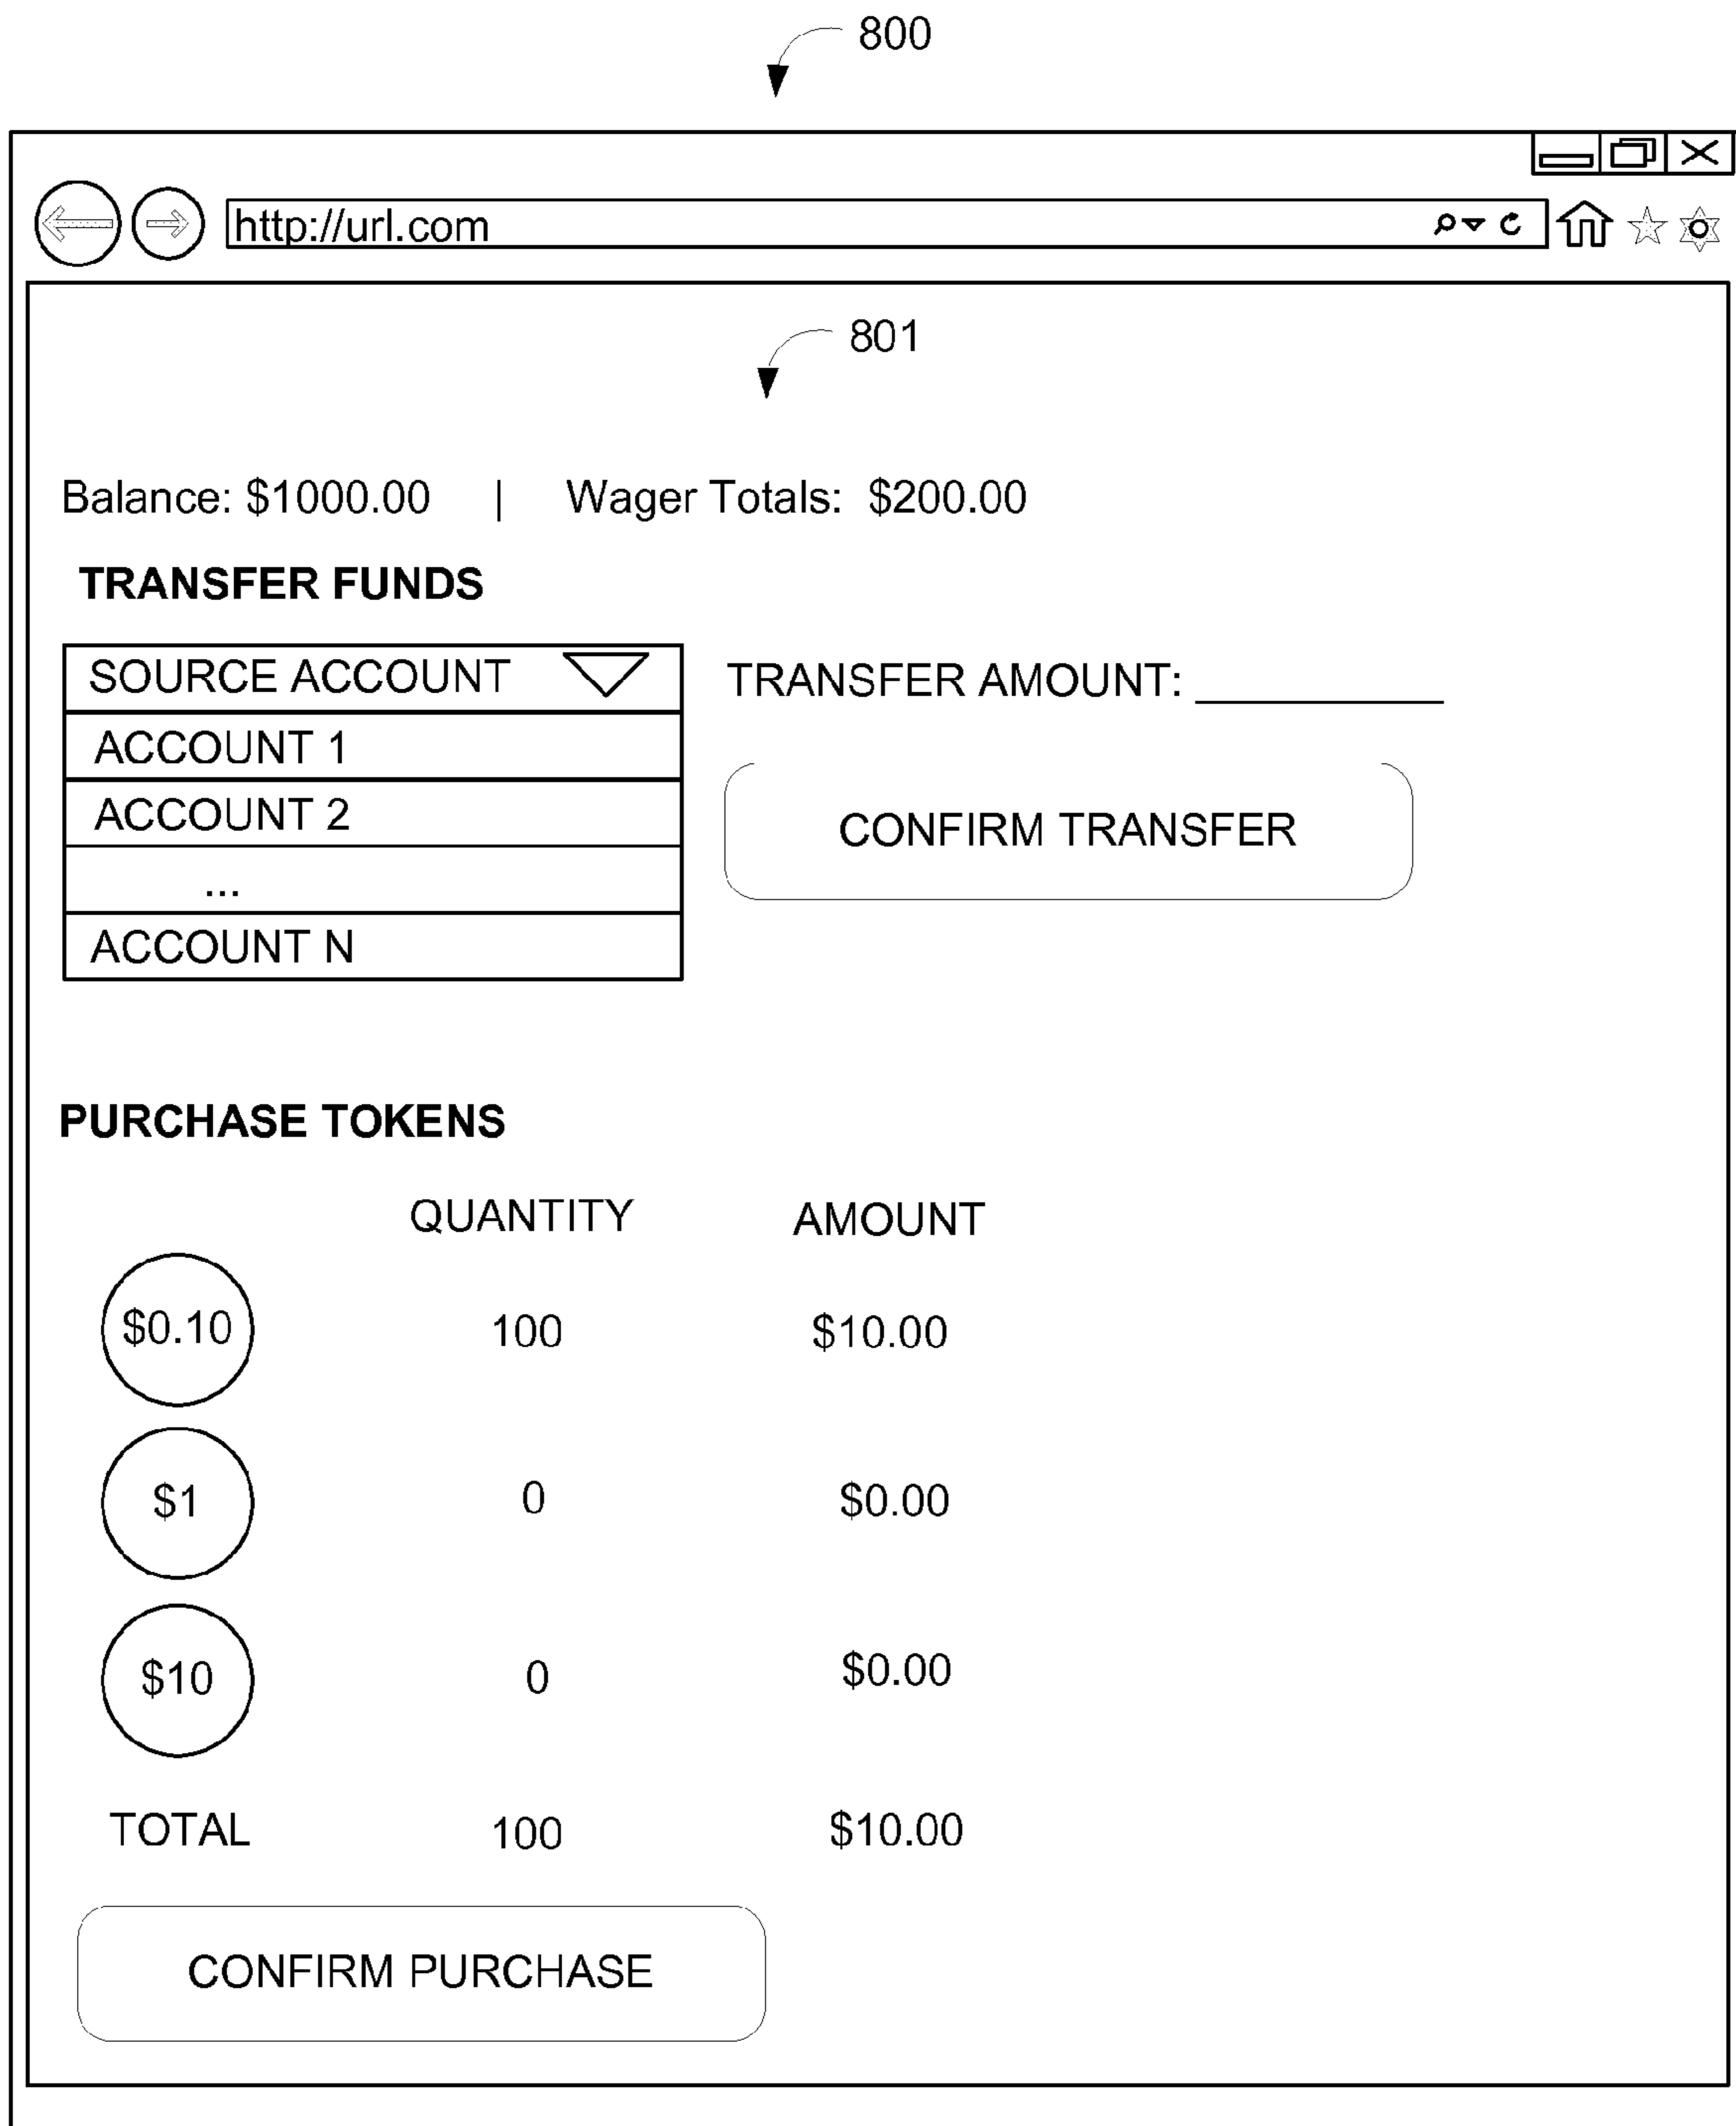 800
http://url.com
801
Balance: $1000.00 | Wager Totals: $200.00
TRANSFER FUNDS
SOURCE ACCOUNT
TRANSFER AMOUNT: ___________
ACCOUNT 1
ACCOUNT 2
CONFIRM TRANSFER
...
ACCOUNT N
PURCHASE TOKENS
QUANTITY AMOUNT
$0.10 100 $10.00
$1 0 $0.00
$10 0 $0.00
TOTAL 100 $10.00
CONFIRM PURCHASE